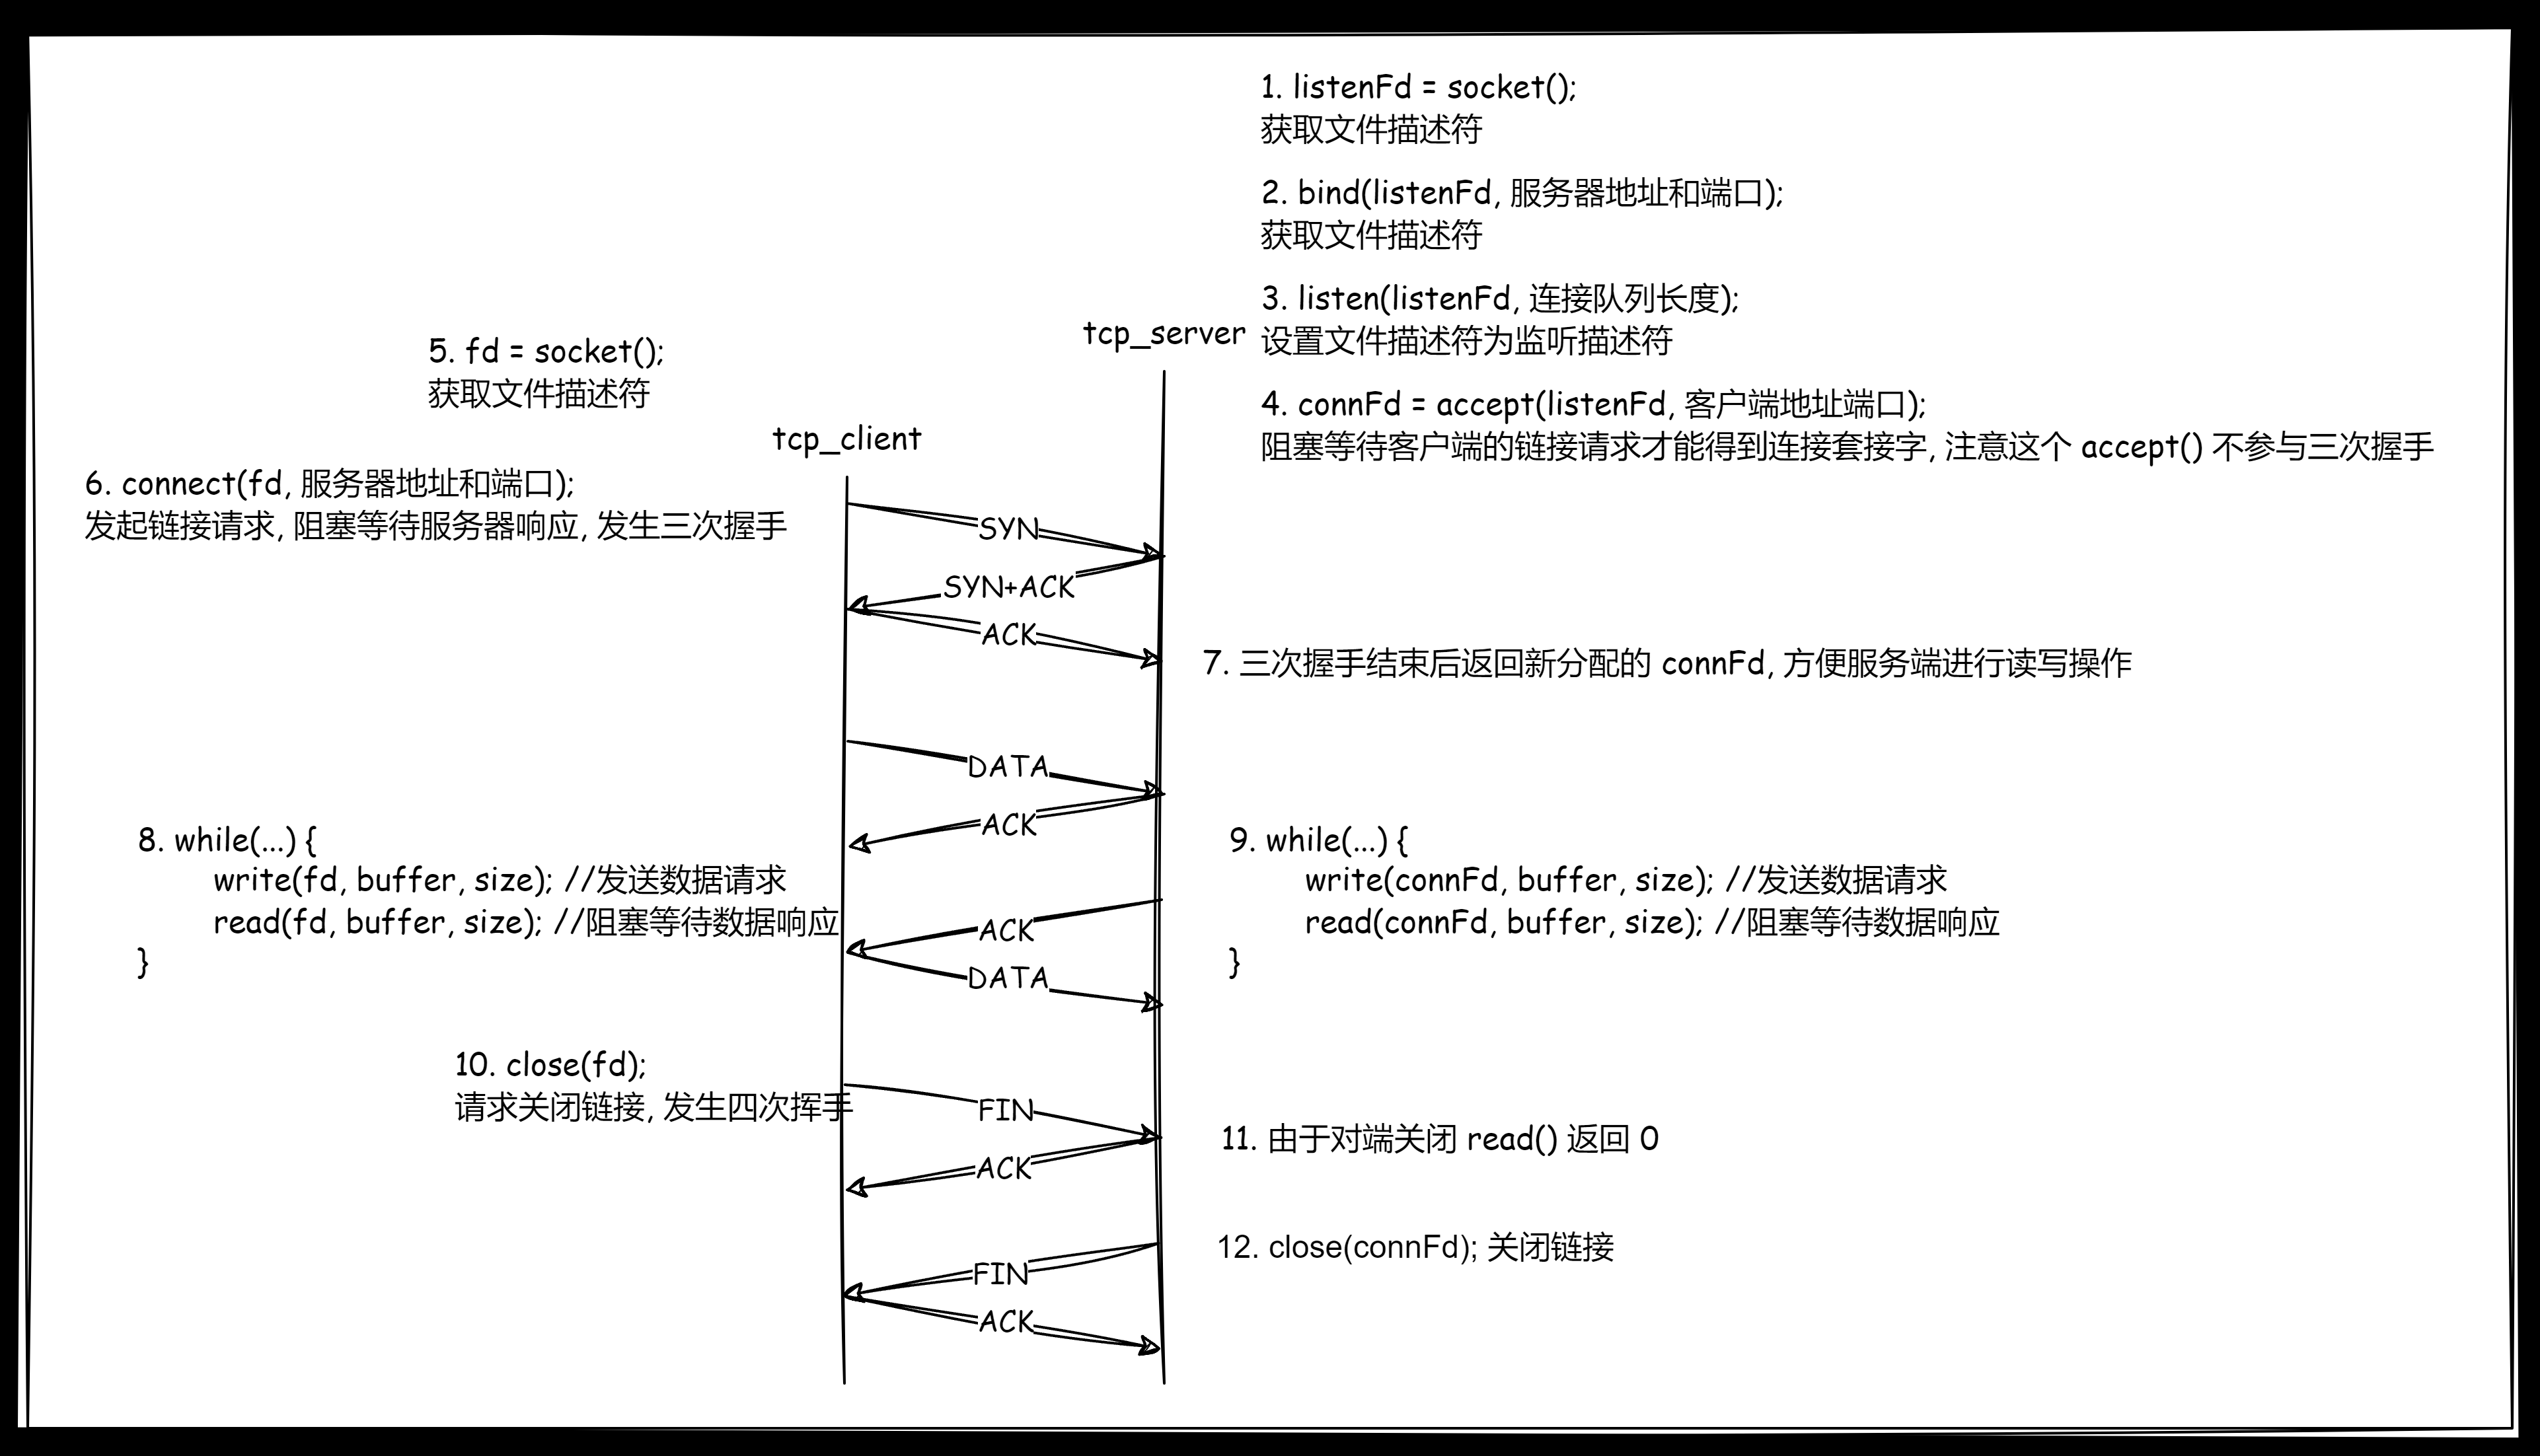 1. listenFd = socket();
获取文件描述符
2. bind(listenFd, 服务器地址和端口);
获取文件描述符
3. listen(listenFd, 连接队列长度);
设置文件描述符为监听描述符
tcp_server
4. connFd = accept(listenFd, 客户端地址端口);
阻塞等待客户端的链接请求才能得到连接套接字, 注意这个 accept() 不参与三次握手
5. fd = socket();
获取文件描述符
tcp_client
6. connect(fd, 服务器地址和端口);
发起链接请求, 阻塞等待服务器响应, 发生三次握手
SYN
SYN+ACK
ACK
7. 三次握手结束后返回新分配的 connFd, 方便服务端进行读写操作
DATA
ACK
8. while(...) {
write(fd, buffer, size); //发送数据请求
read(fd, buffer, size); //阻塞等待数据响应
}
9. while(...) {
write(connFd, buffer, size); //发送数据请求
read(connFd, buffer, size); //阻塞等待数据响应
}
ACK
DATA
10. close(fd);
请求关闭链接, 发生四次挥手
FIN
11. 由于对端关闭 read() 返回 0
ACK
12. close(connFd); 关闭链接
FIN
ACK